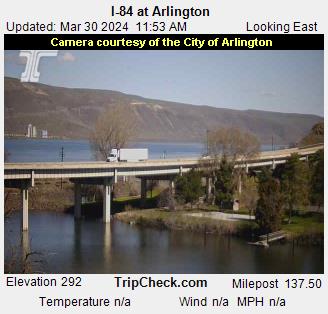 I-84 at Arlington
Updated: Mar 30 2024 11:53 AM Looking East
Camera courtesy of the City of Arlington
Elevation 292 TripCheck.com Milepost 137.50
Temperature n/a Wind n/a MPH n/a